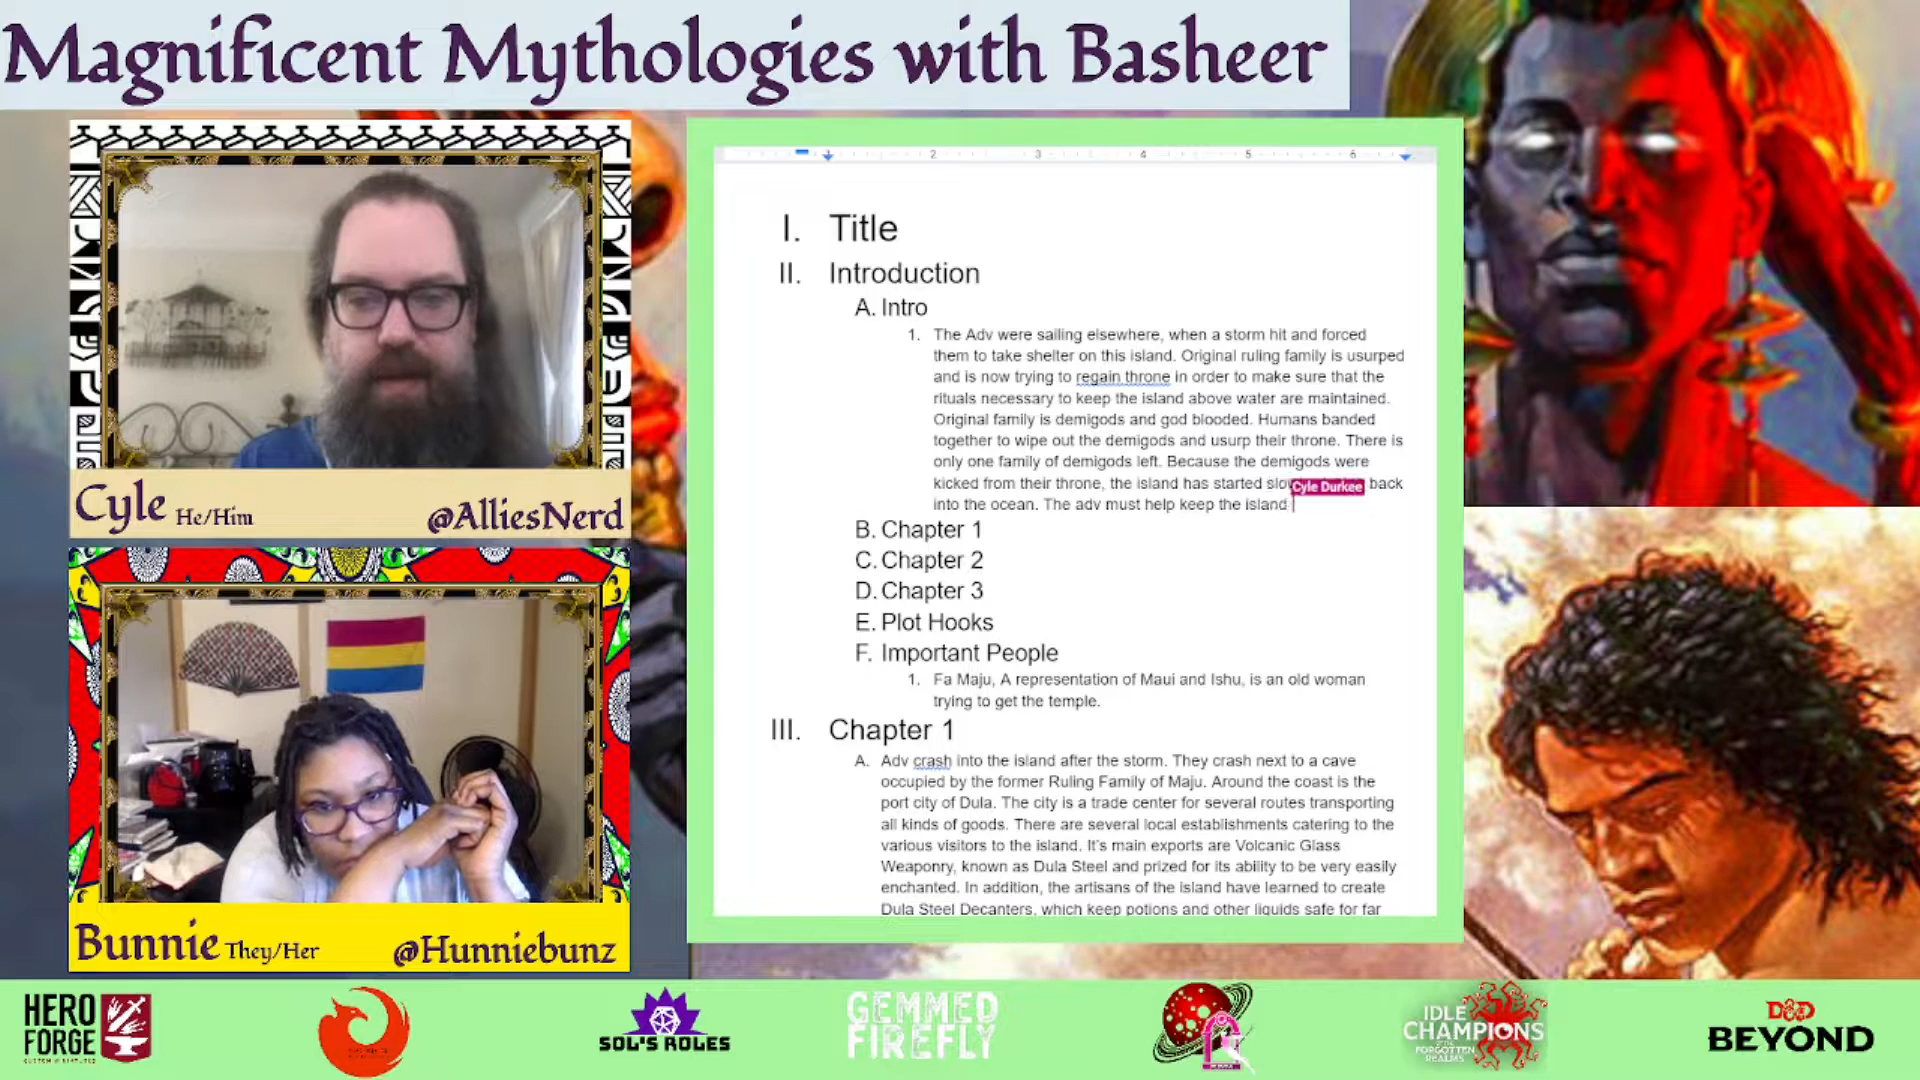 Magnificent Mythologies with Basheer
Cyle He/Him @AlliesNerd
Bunnie They/Her @Hunniebunz
1 2 3 4 5 6
I. Title
II. Introduction
A. Intro
1. The Adv were sailing elsewhere, when a storm hit and forced
them to take shelter on this island. Original ruling family is usurped
and is now trying to regain throne in order to make sure that the
rituals necessary to keep the island above water are maintained.
Original family is demigods and god blooded. Humans banded
together to wipe out the demigods and usurp their throne. There is
only one family of demigods left. Because the demigods were
kicked from their throne, the island has started slo Cyle Durkee back
into the ocean. The adv must help keep the island
B. Chapter 1
C. Chapter 2
D. Chapter 3
E. Plot Hooks
F. Important People
1. Fa Maju, A representation of Maui and Ishu, is an old woman
trying to get the temple.
III. Chapter 1
A. Adv crash into the island after the storm. They crash next to a cave
occupied by the former Ruling Family of Maju. Around the coast is the
port city of Dula. The city is a trade center for several routes transporting
all kinds of goods. There are several local establishments catering to the
various visitors to the island. It's main exports are Volcanic Glass
Weaponry, known as Dula Steel and prized for its ability to be very easily
enchanted. In addition, the artisans of the island have learned to create
Dula Steel Decanters, which keep potions and other liquids safe for far
HERO
FORGE
SOL'S ROLES
GEMMED
FIREFLY
IDLE
CHAMPIONS
FORGOTTEN
REALMS
D&D
BEYOND